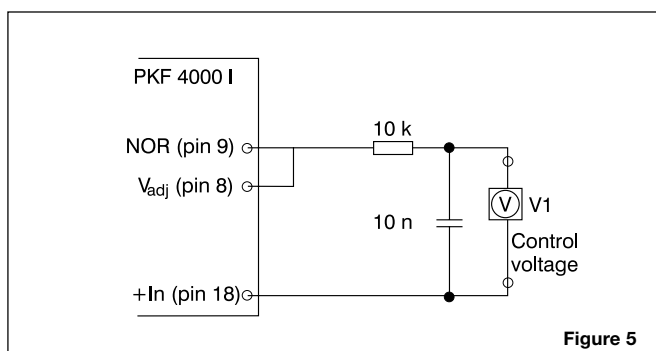 PKF 4000 I
10 k
NOR (pin 9)
Vadj (pin 8)
V V1
10 n
Control
voltage
+In (pin 18)
Figure 5